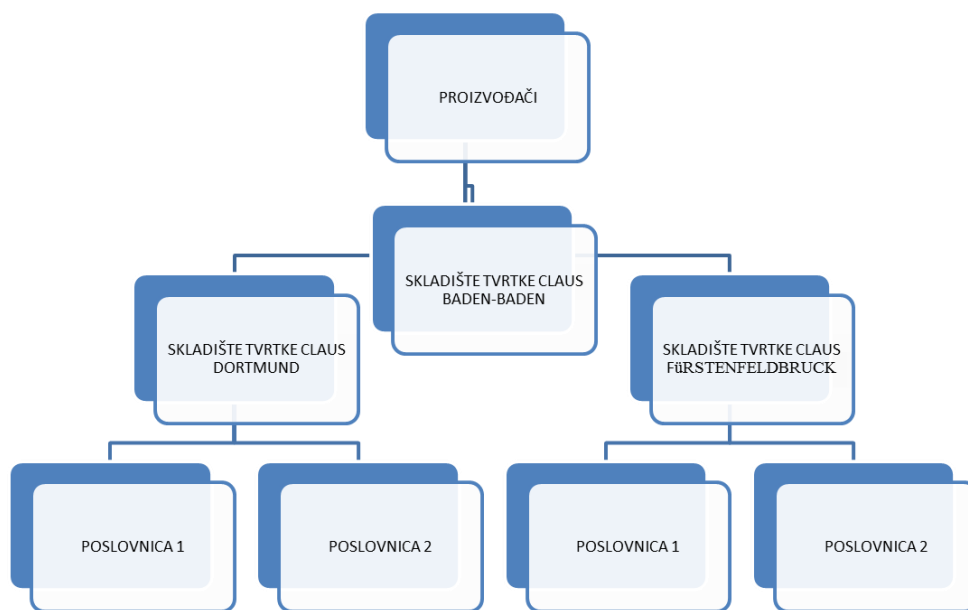 PROIZVOĐAČI
SKLADIŠTE TVRTKE CLAUS
BADEN-BADEN
SKLADIŠTE TVRTKE CLAUS
DORTMUND
SKLADIŠTE TVRTKE CLAUS
FüRSTENFELDBRUCK
POSLOVNICA 1
POSLOVNICA 2
POSLOVNICA 1
POSLOVNICA 2